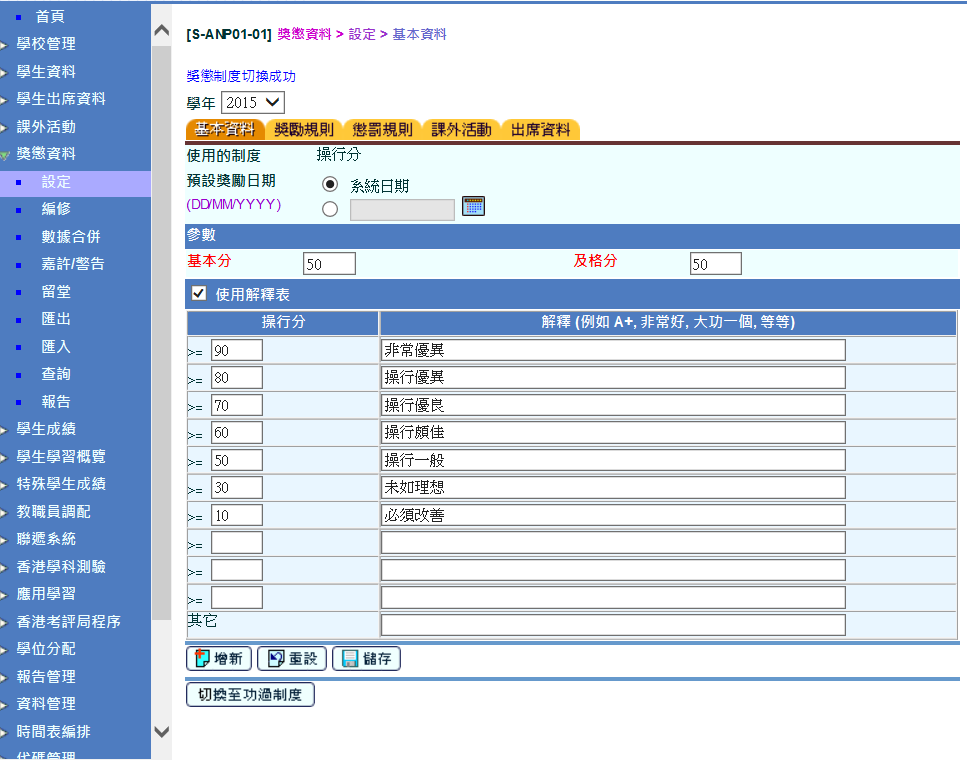 首頁
學校管理
學生資料
學生出席資料
課外活動
獎懲資料
設定
編修
數據合併
嘉許/警告
留堂
匯出
匯入
查詢
報告
學生成績
學生學習概覽
特殊學生成績
教職員調配
聯遞系統
香港學科測驗
應用學習
香港考評局程序
學位分配
報告管理
資料管理
時間表編排
代碼管理
[S-ANP01-01] 獎懲資料 > 設定 > 基本資料
獎懲制度切換成功
學年 2015
基本資料 獎勵規則 懲罰規則 課外活動 出席資料
使用的制度 操行分
預設獎勵日期 系統日期
(DD/MM/YYYY)
參數
基本分 50 及格分 50
使用解釋表
操行分 解釋 (例如 A+, 非常好, 大功一個, 等等)
>= 90 非常優異
>= 80 操行優異
>= 70 操行優良
>= 60 操行頗佳
>= 50 操行一般
>= 30 未如理想
>= 10 必須改善
>=
>=
>=
其它
增新 重設 儲存
切換至功過制度